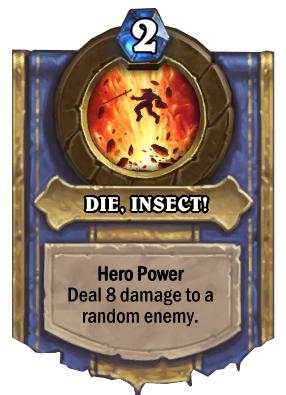 2
DIE, INSECT!
Hero Power
Deal 8 damage to a
random enemy.